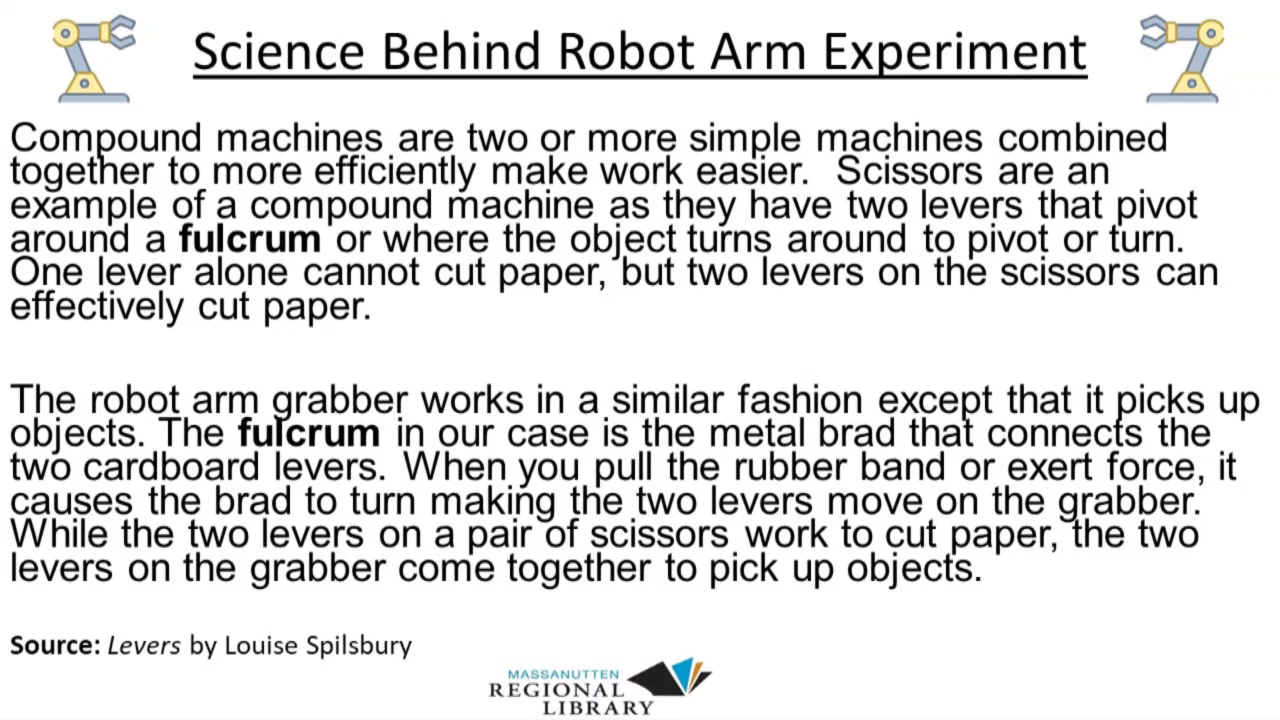 Science Behind Robot Arm Experiment
Compound machines are two or more simple machines combined
together to more efficiently make work easier.  Scissors are an
example of a compound machine as they have two levers that pivot
around a fulcrum or where the object turns around to pivot or turn.
One lever alone cannot cut paper, but two levers on the scissors can
effectively cut paper.
The robot arm grabber works in a similar fashion except that it picks up
objects. The fulcrum in our case is the metal brad that connects the
two cardboard levers. When you pull the rubber band or exert force, it
causes the brad to turn making the two levers move on the grabber.
While the two levers on a pair of scissors work to cut paper, the two
levers on the grabber come together to pick up objects.
Source: Levers by Louise Spilsbury
MASSANUTTEN
REGIONAL
LIBRARY